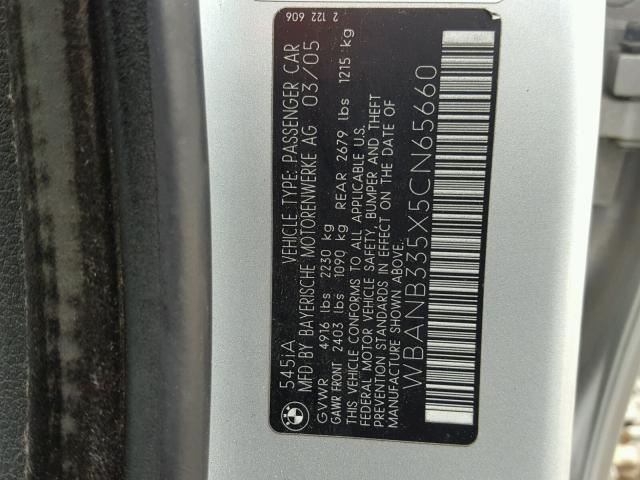 545iA VEHICLE TYPE: PASSENGER CAR
MFD BY BAYERISCHE MOTORENWERKE AG 03/05
GVWR 4916 lbs 2230 kg
GAWR FRONT 2403 lbs 1090 kg REAR 2679 lbs 1215 kg
THIS VEHICLE CONFORMS TO ALL APPLICABLE U.S.
FEDERAL MOTOR VEHICLE SAFETY, BUMPER AND THEFT
PREVENTION STANDARDS IN EFFECT ON THE DATE OF
MANUFACTURE SHOWN ABOVE.
WBANB335X5CN65660
2 122 606